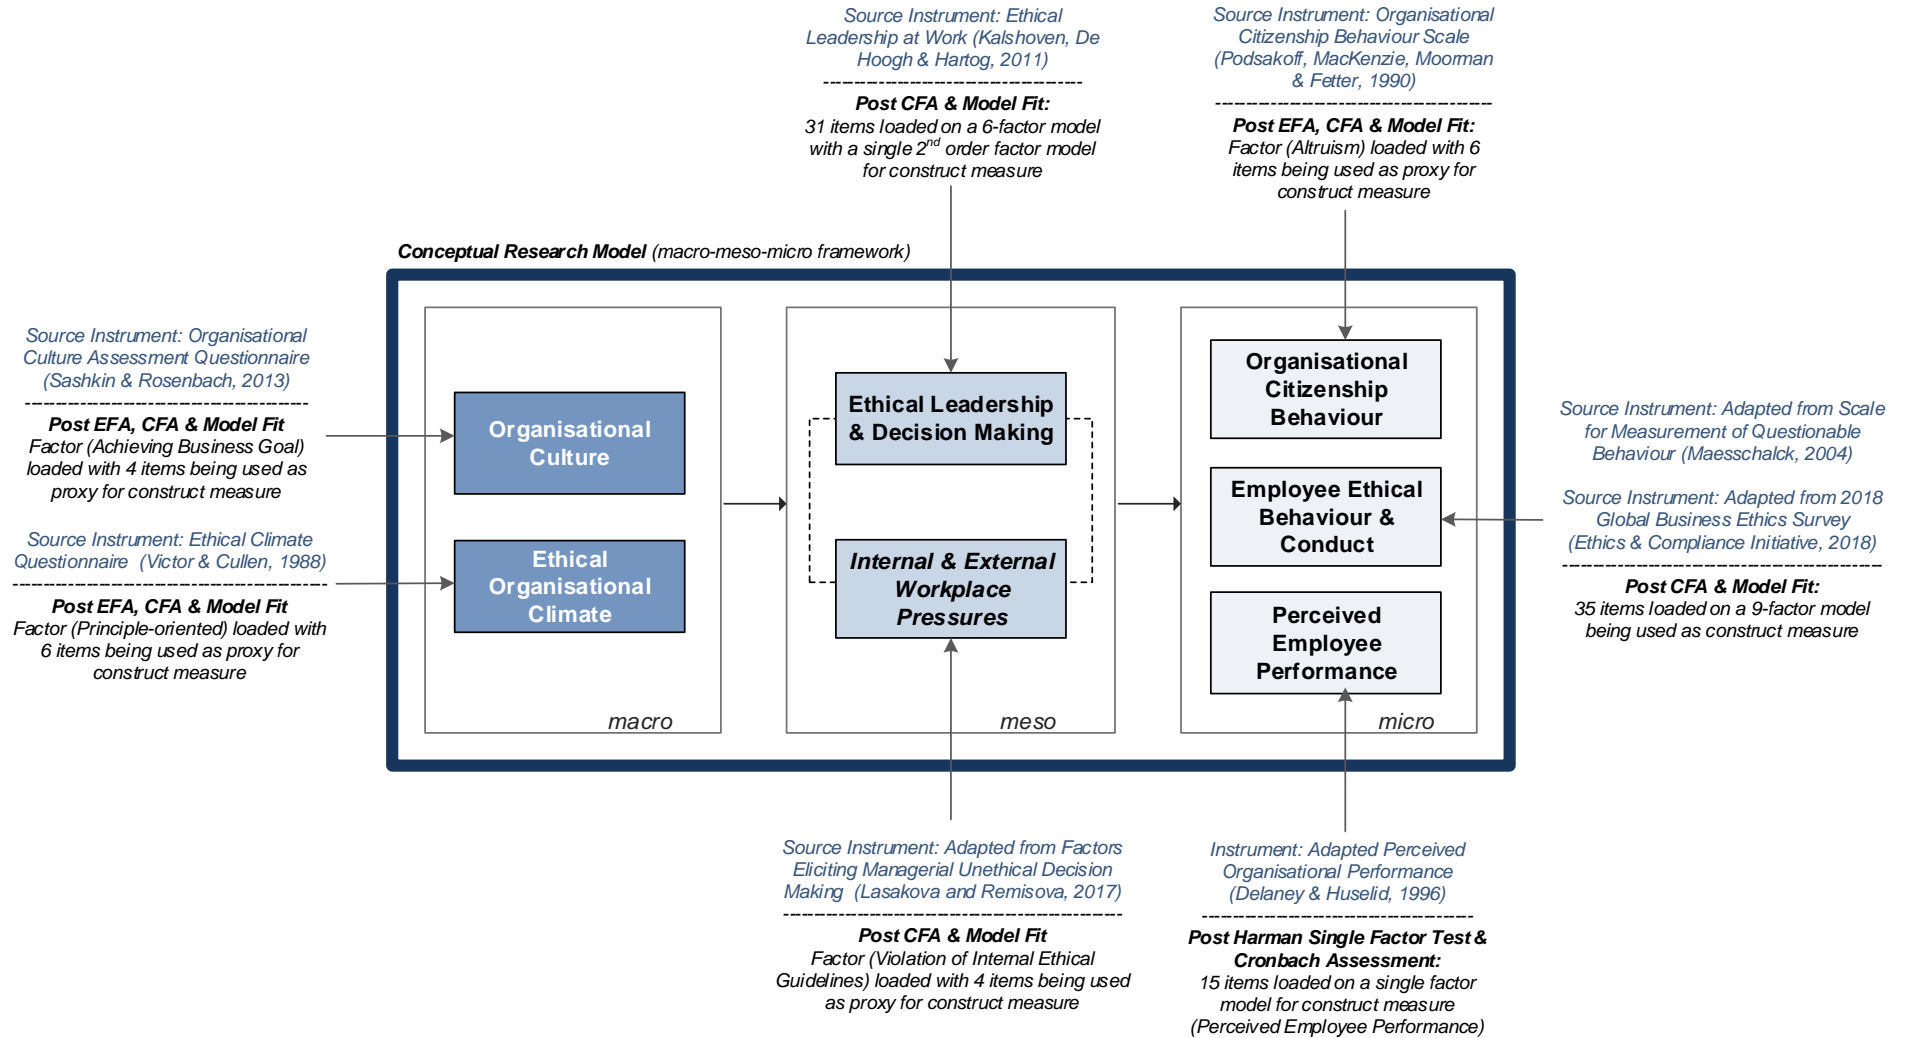 Source Instrument: Ethical
Leadership at Work (Kalshoven, De
Hoogh & Hartog, 2011)
Post CFA & Model Fit:
31 items loaded on a 6-factor model
with a single 2nd order factor model
for construct measure
Source Instrument: Organisational
Citizenship Behaviour Scale
(Podsakoff, MacKenzie, Moorman
& Fetter, 1990)
Post EFA, CFA & Model Fit:
Factor (Altruism) loaded with 6
items being used as proxy for
construct measure
Conceptual Research Model (macro-meso-micro framework)
Source Instrument: Organisational
Culture Assessment Questionnaire
(Sashkin & Rosenbach, 2013)
Post EFA, CFA & Model Fit
Factor (Achieving Business Goal)
loaded with 4 items being used as
proxy for construct measure
Source Instrument: Ethical Climate
Questionnaire (Victor & Cullen, 1988)
Post EFA, CFA & Model Fit
Factor (Principle-oriented) loaded with
6 items being used as proxy for
construct measure
Organisational
Culture
Ethical
Organisational
Climate
macro
Ethical Leadership
& Decision Making
Internal & External
Workplace
Pressures
meso
Organisational
Citizenship
Behaviour
Employee Ethical
Behaviour &
Conduct
Perceived
Employee
Performance
micro
Source Instrument: Adapted from Scale
for Measurement of Questionable
Behaviour (Maesschalck, 2004)
Source Instrument: Adapted from 2018
Global Business Ethics Survey
(Ethics & Compliance Initiative, 2018)
Post CFA & Model Fit:
35 items loaded on a 9-factor model
being used as construct measure
Source Instrument: Adapted from Factors
Eliciting Managerial Unethical Decision
Making (Lasakova and Remisova, 2017)
Post CFA & Model Fit
Factor (Violation of Internal Ethical
Guidelines) loaded with 4 items being used
as proxy for construct measure
Instrument: Adapted Perceived
Organisational Performance
(Delaney & Huselid, 1996)
Post Harman Single Factor Test &
Cronbach Assessment:
15 items loaded on a single factor
model for construct measure
(Perceived Employee Performance)